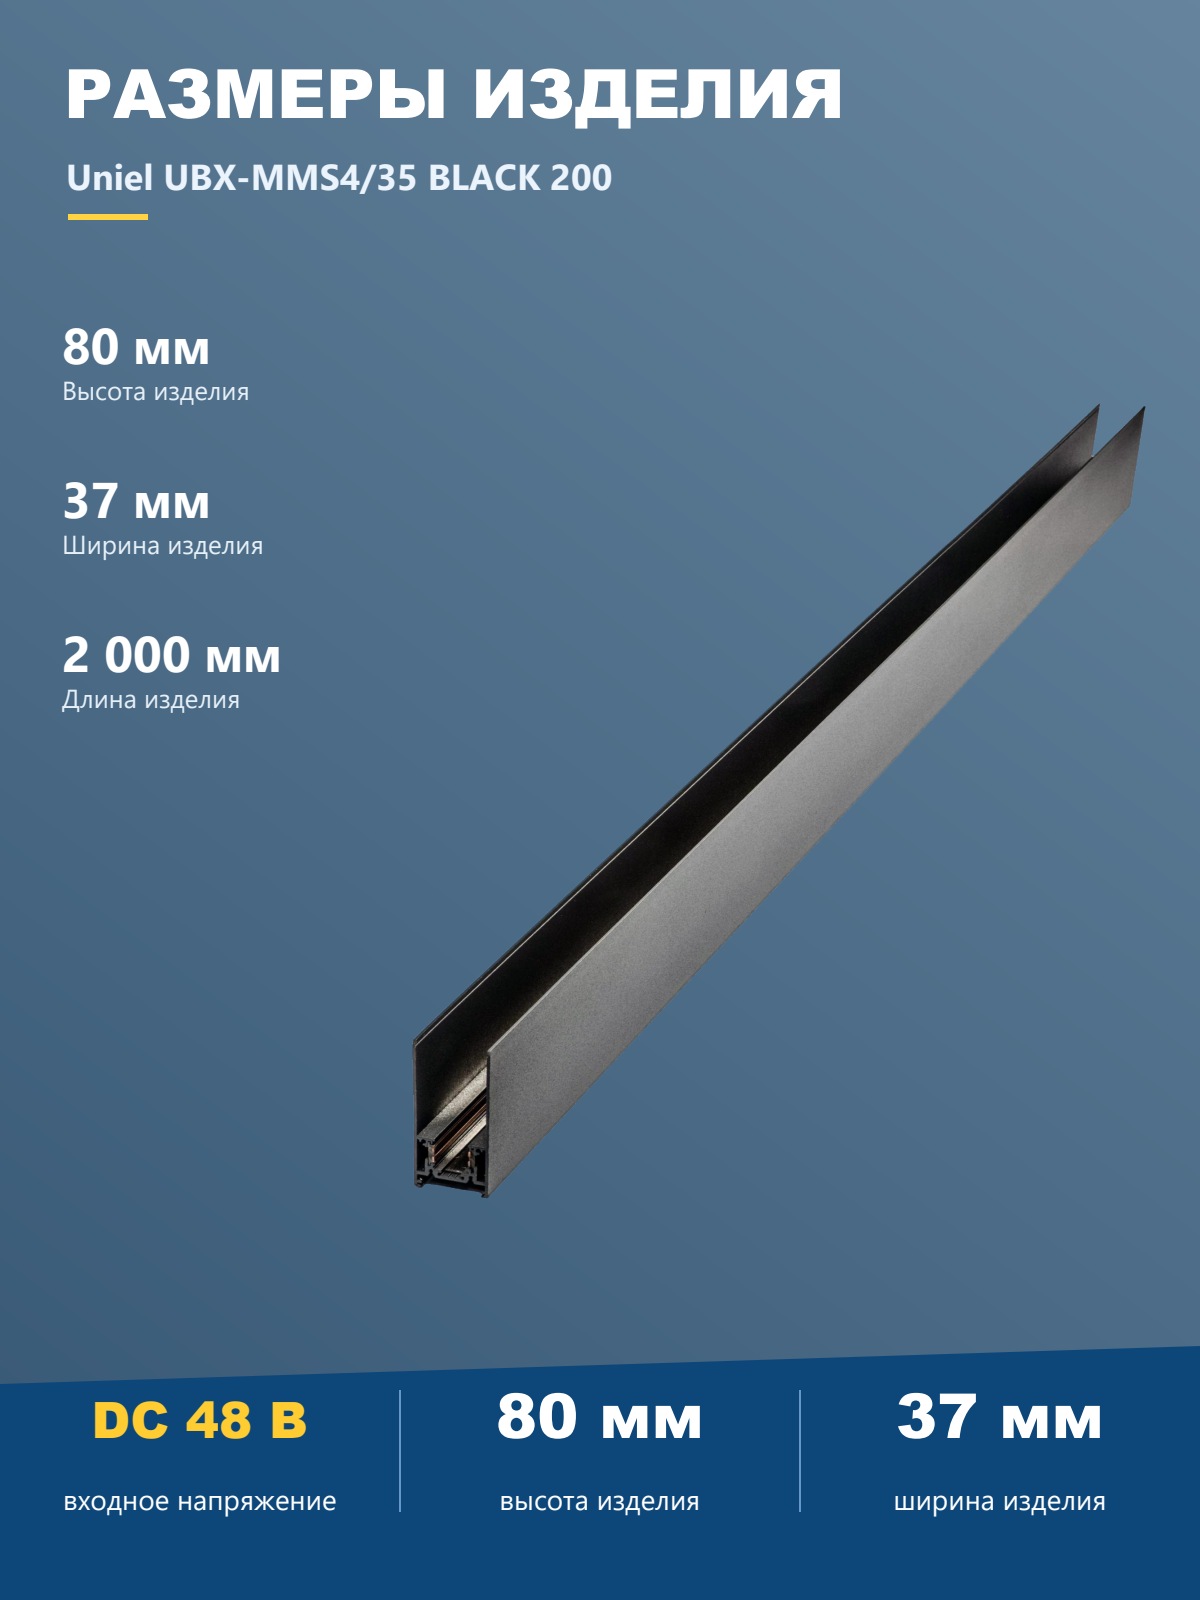 РАЗМЕРЫ ИЗДЕЛИЯ
Uniel UBX-MMS4/35 BLACK 200
80 мм
Высота изделия
37 мм
Ширина изделия
2 000 мм
Длина изделия
DC 48 В
входное напряжение
80 мм
высота изделия
37 мм
ширина изделия